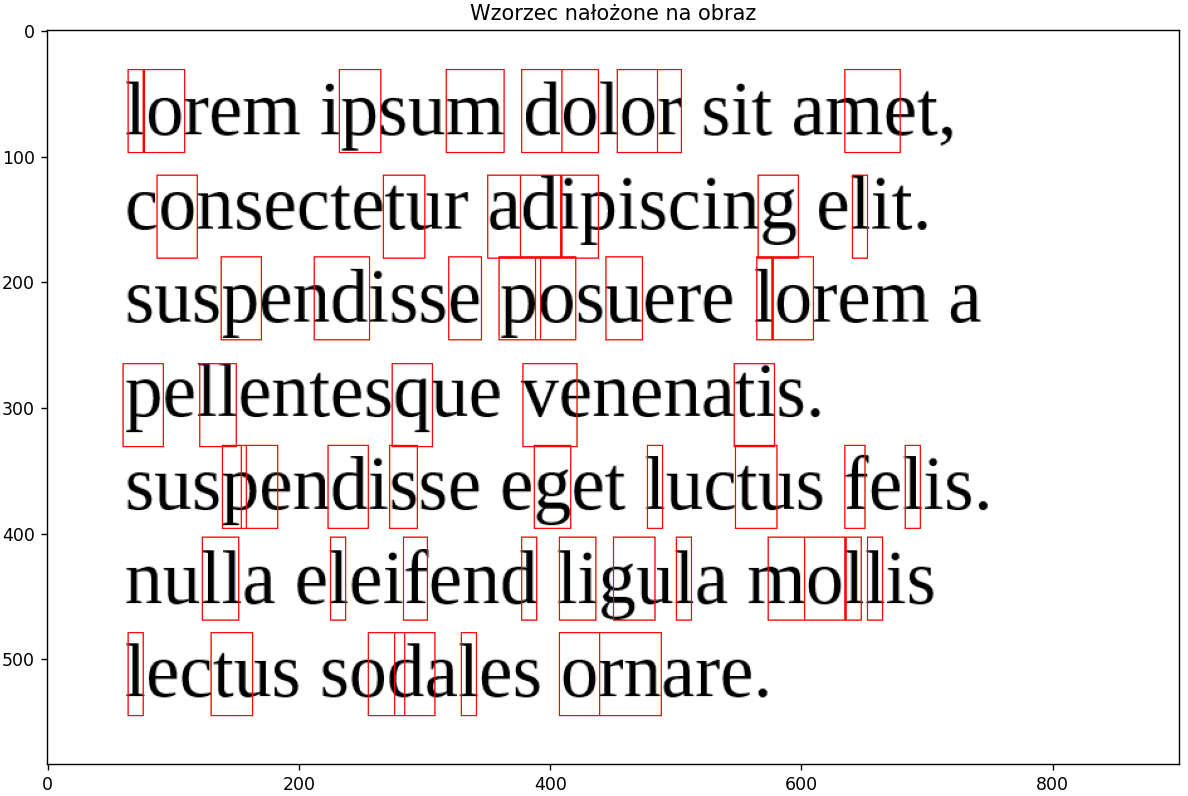 Wzorzec nałożone na obraz
0
lorem ipsum dolor sit amet,
100
consectetur adipiscing elit.
200
suspendisse posuere lorem a
300
pellentesque venenatis.
suspendisse eget luctus felis.
400
nulla eleifend ligula mollis
500
lectus sodales ornare.
0 200 400 600 800